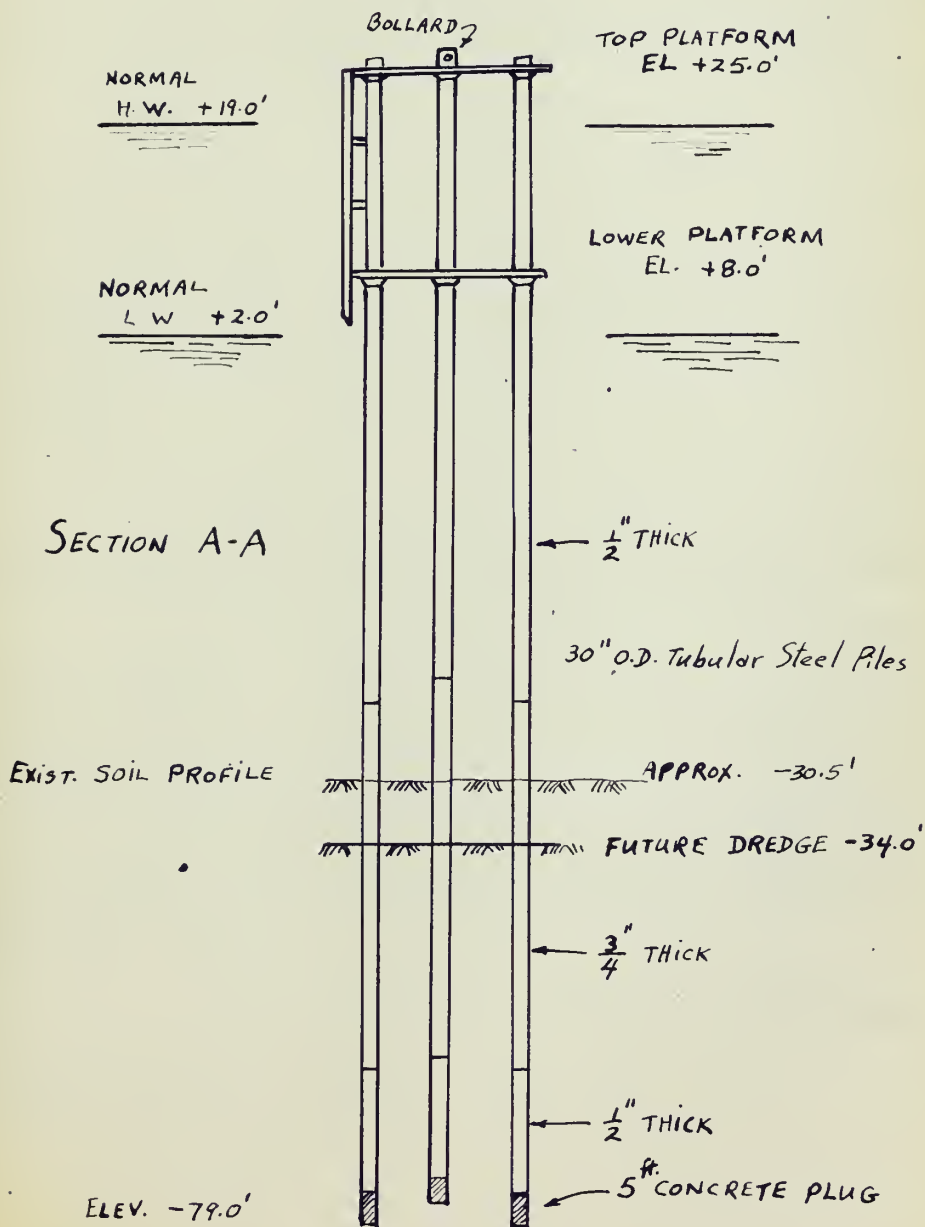 BOLLARD
TOP PLATFORM
EL +25.0'
NORMAL
H.W. +19.0'
LOWER PLATFORM
EL. +8.0'
NORMAL
L W +2.0'
SECTION A-A
1/2" THICK
30" O.D. Tubular Steel Piles
EXIST. SOIL PROFILE
APPROX. -30.5'
FUTURE DREDGE -34.0'
3/4" THICK
1/2" THICK
5 ft. CONCRETE PLUG
ELEV. -79.0'